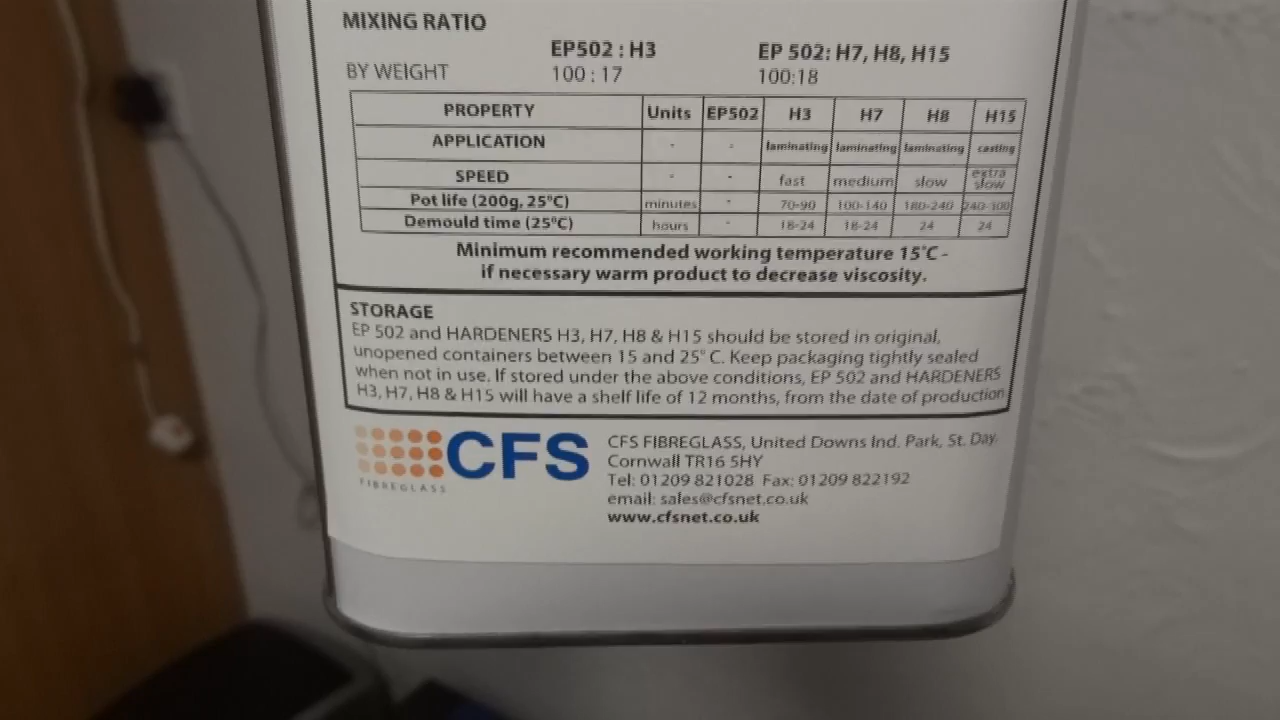 MIXING RATIO
EP502 : H3 EP 502: H7, H8, H15
BY WEIGHT 100 : 17 100:18
PROPERTY Units EP502 H3 H7 H8 H15
APPLICATION - - laminating laminating laminating casting
SPEED - - fast medium slow extra slow
Pot life (200g, 25°C) minutes - 70-90 100-140 180-240 240-300
Demould time (25°C) hours - 18-24 18-24 24 24
Minimum recommended working temperature 15°C -
if necessary warm product to decrease viscosity.
STORAGE
EP 502 and HARDENERS H3, H7, H8 & H15 should be stored in original,
unopened containers between 15 and 25° C. Keep packaging tightly sealed
when not in use. If stored under the above conditions, EP 502 and HARDENERS
H3, H7, H8 & H15 will have a shelf life of 12 months, from the date of production
CFS
FIBREGLASS
CFS FIBREGLASS, United Downs Ind. Park, St. Day,
Cornwall TR16 5HY
Tel: 01209 821028 Fax: 01209 822192
email: sales@cfsnet.co.uk
www.cfsnet.co.uk